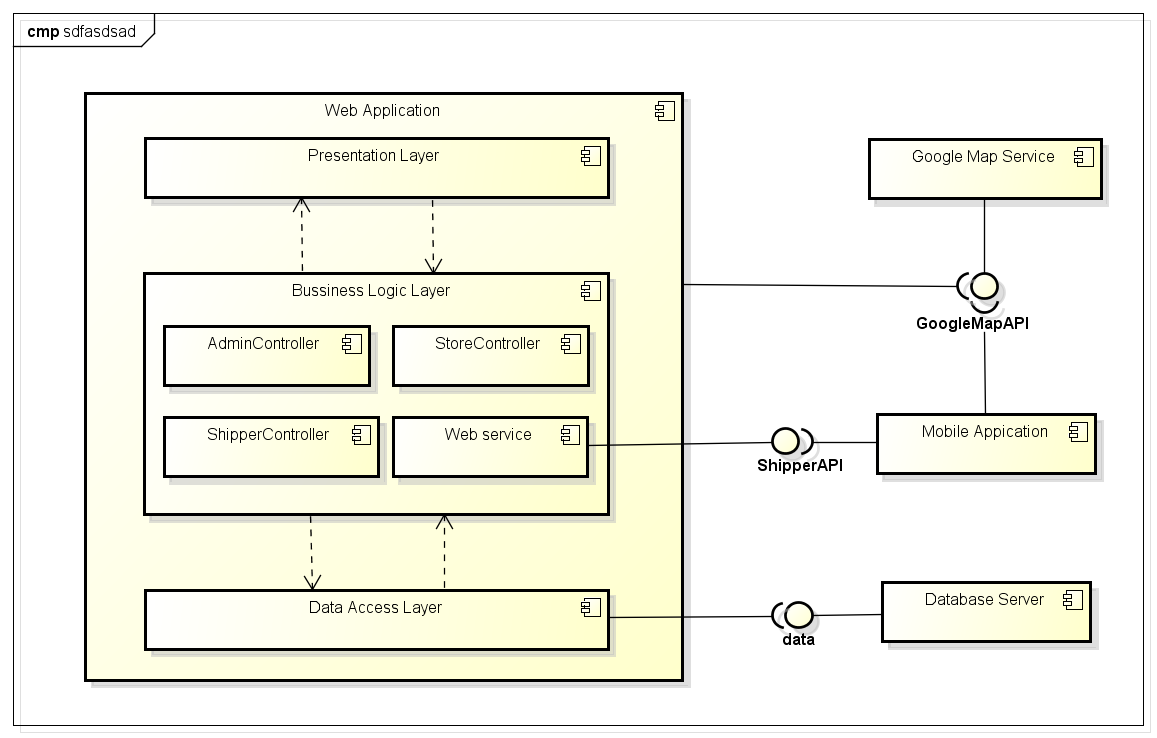 cmp sdfasdsad
Web Application
Presentation Layer
Google Map Service
Bussiness Logic Layer
GoogleMapAPI
AdminController
StoreController
ShipperController
Web service
Mobile Appication
ShipperAPI
Data Access Layer
Database Server
data